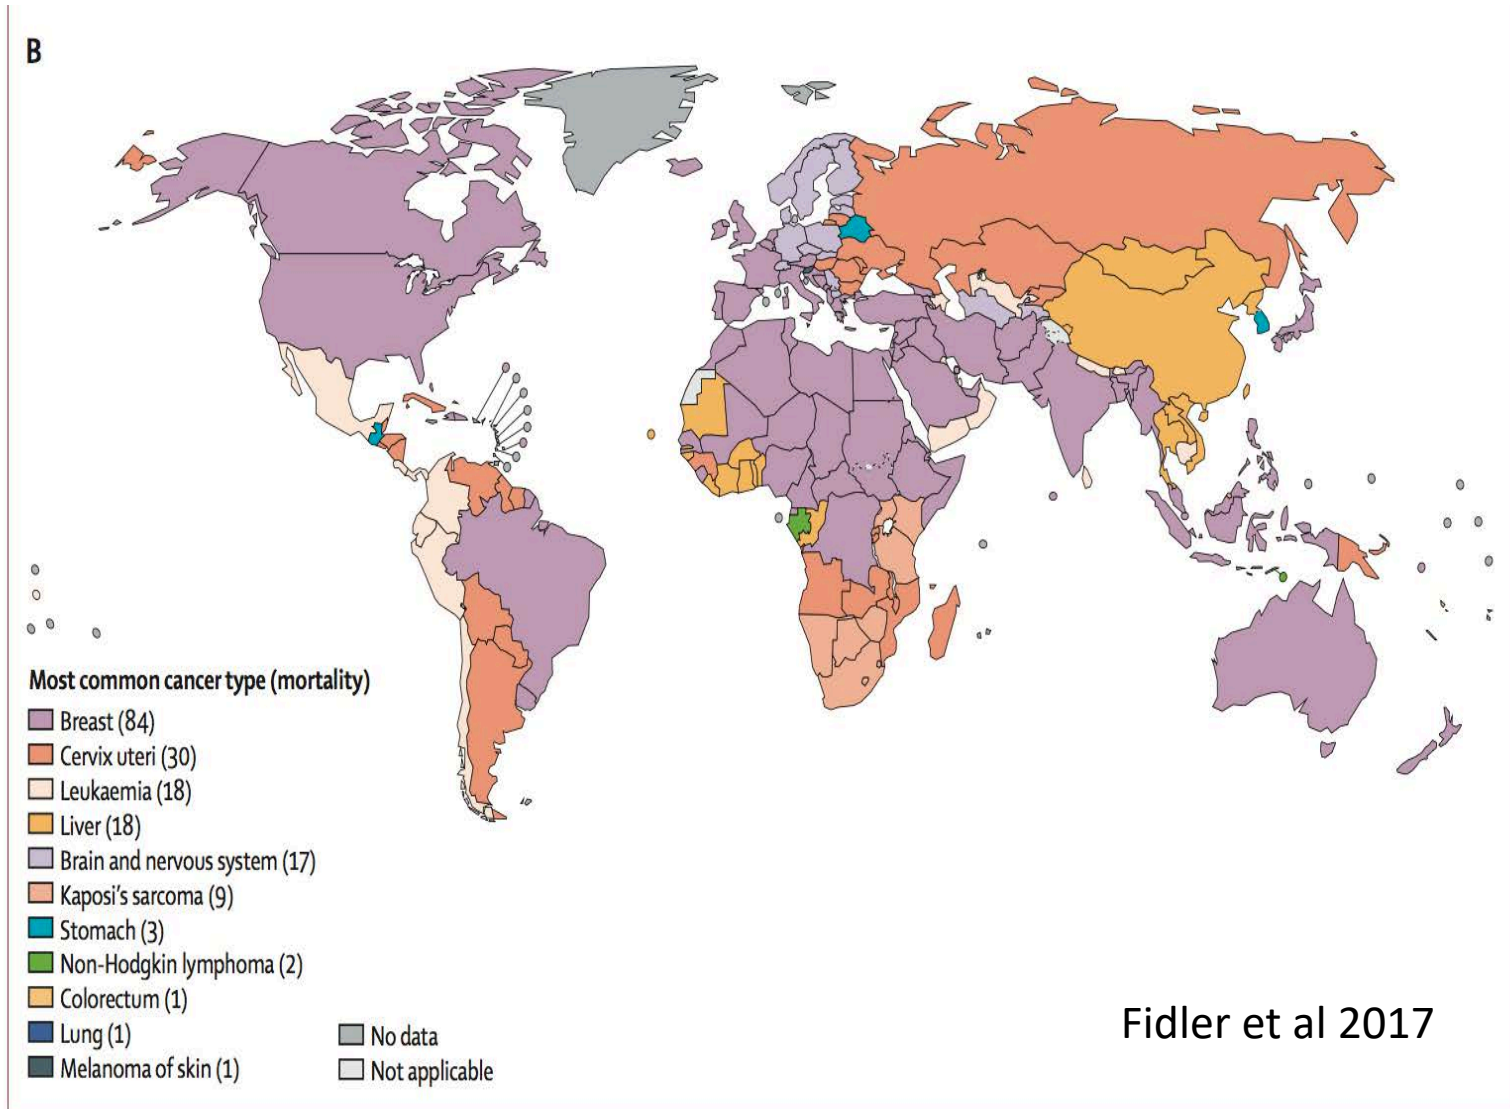 B
Most common cancer type (mortality)
Breast (84)
Cervix uteri (30)
Leukaemia (18)
Liver (18)
Brain and nervous system (17)
Kaposi's sarcoma (9)
Stomach (3)
Non-Hodgkin lymphoma (2)
Colorectum (1)
Lung (1)
Melanoma of skin (1)
No data
Not applicable
Fidler et al 2017